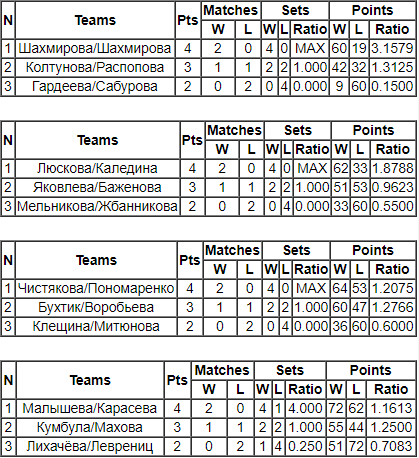 N Teams Pts Matches Sets Points
W L W L Ratio W L Ratio
1 Шахмирова/Шахмирова 4 2 0 4 0 MAX 60 19 3.1579
2 Колтунова/Распопова 3 1 1 2 2 1.000 42 32 1.3125
3 Гардеева/Сабурова 2 0 2 0 4 0.000 9 60 0.1500
N Teams Pts Matches Sets Points
W L W L Ratio W L Ratio
1 Люскова/Каледина 4 2 0 4 0 MAX 62 33 1.8788
2 Яковлева/Баженова 3 1 1 2 2 1.000 51 53 0.9623
3 Мельникова/Жбанникова 2 0 2 0 4 0.000 33 60 0.5500
N Teams Pts Matches Sets Points
W L W L Ratio W L Ratio
1 Чистякова/Пономаренко 4 2 0 4 0 MAX 64 53 1.2075
2 Бухтик/Воробьева 3 1 1 2 2 1.000 60 47 1.2766
3 Клещина/Митюнова 2 0 2 0 4 0.000 36 60 0.6000
N Teams Pts Matches Sets Points
W L W L Ratio W L Ratio
1 Малышева/Карасева 4 2 0 4 1 4.000 72 62 1.1613
2 Кумбула/Махова 3 1 1 2 2 1.000 55 44 1.2500
3 Лихачёва/Леврениц 2 0 2 1 4 0.250 51 72 0.7083